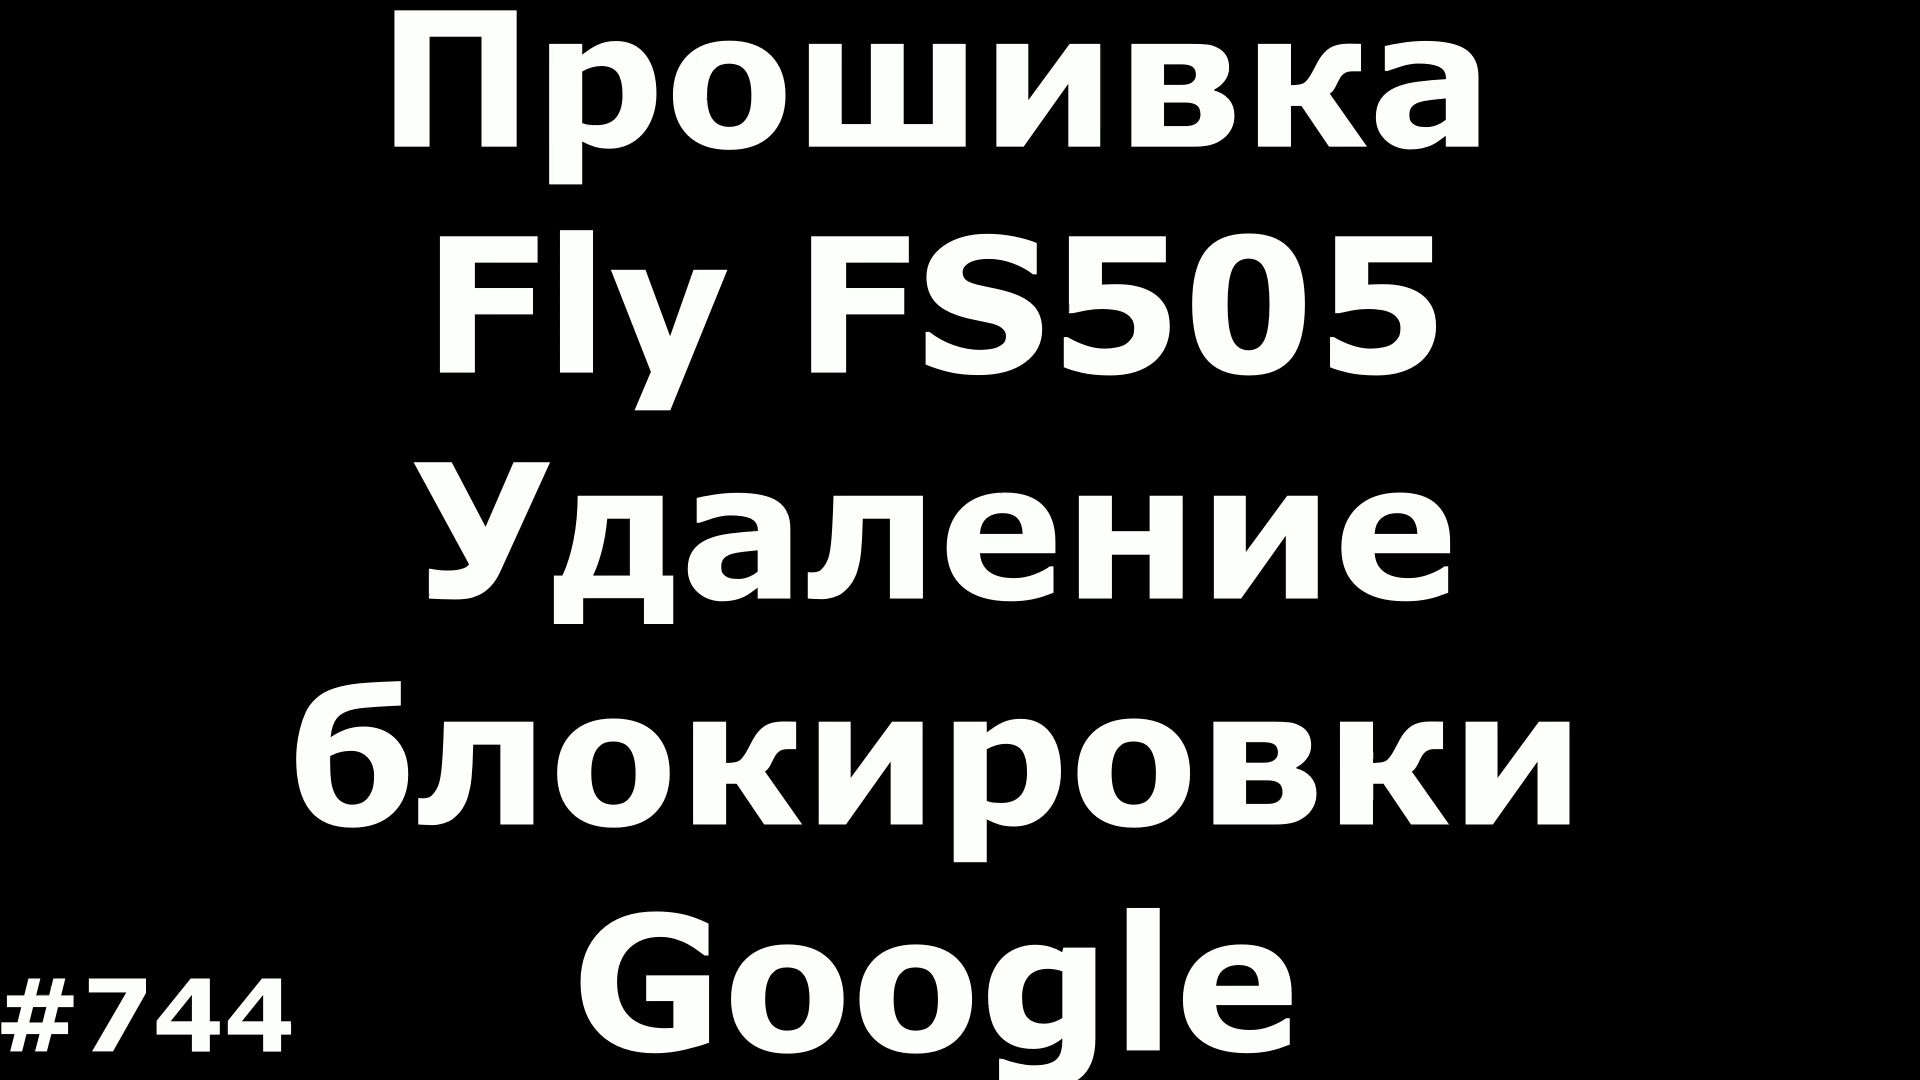 Прошивка
Fly FS505
Удаление
блокировки
Google
#744